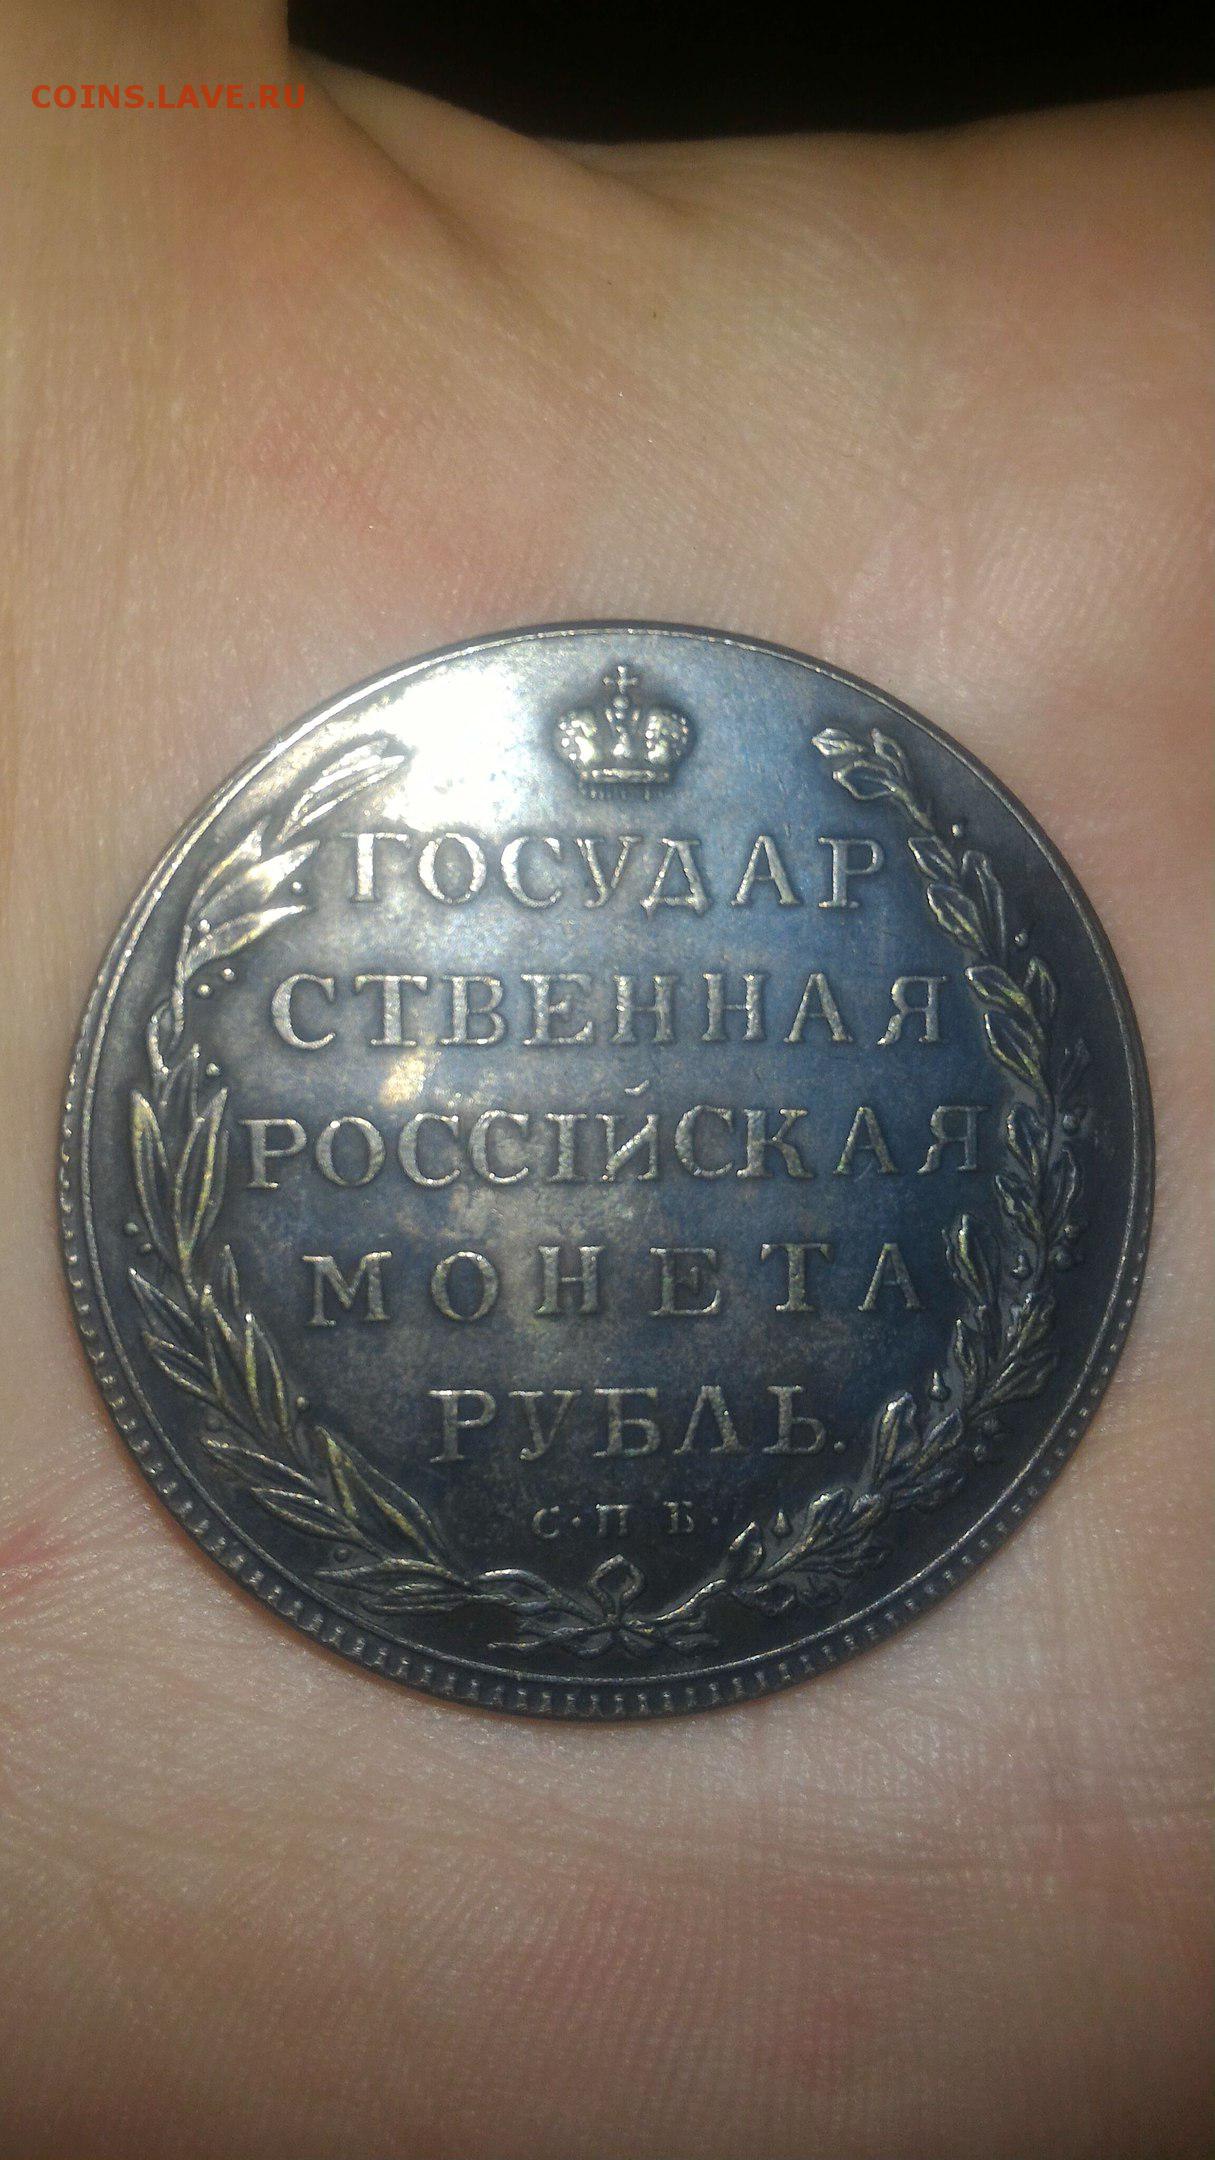 COINS.LAVE.RU
ГОСУДАР
СТВЕННАЯ
РОССІЙСКАЯ
МОНЕТА
РУБЛЬ.
С·П Б.